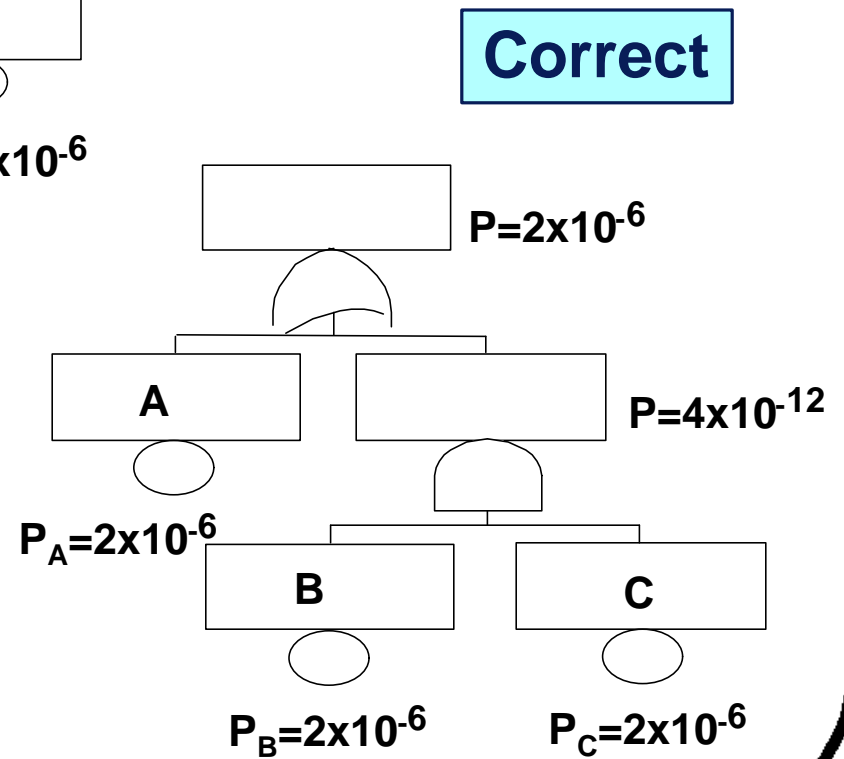 Correct
x10-6
P=2x10-6
A
P=4x10-12
PA=2x10-6
B
C
PB=2x10-6
PC=2x10-6